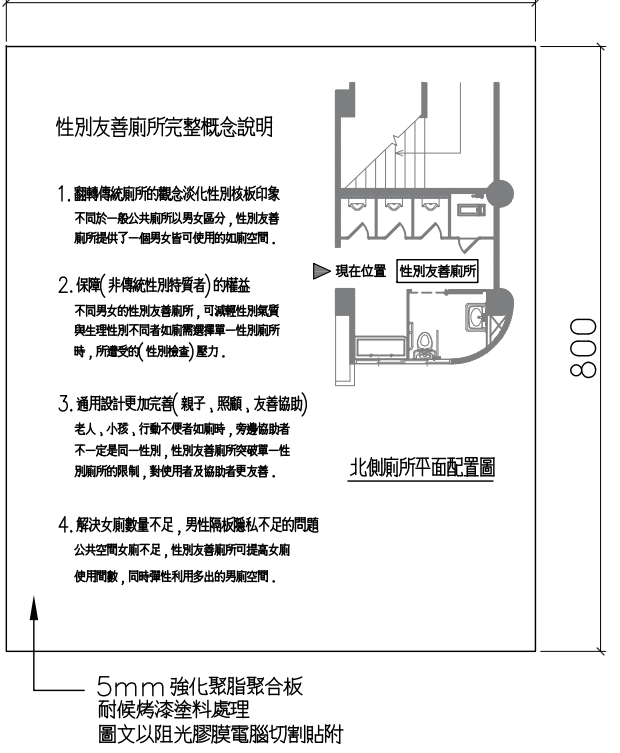 性別友善廁所完整概念說明
1. 翻轉傳統廁所的觀念淡化性別核板印象
不同於一般公共廁所以男女區分,性別友善
廁所提供了一個男女皆可使用的如廁空間.
2. 保障(非傳統性別特質者)的權益
不同男女的性別友善廁所,可減輕性別氣質
與生理性別不同者如廁需選擇單一性別廁所
時,所遭受的(性別檢查)壓力.
3. 通用設計更加完善(親子、照顧、友善協助)
老人、小孩、行動不便者如廁時,旁邊協助者
不一定是同一性別,性別友善廁所突破單一性
別廁所的限制,對使用者及協助者更友善.
4. 解決女廁數量不足,男性隔板隱私不足的問題
公共空間女廁不足,性別友善廁所可提高女廁
使用間數,同時彈性利用多出的男廁空間.
現在位置 性別友善廁所
北側廁所平面配置圖
800
5mm 強化聚脂聚合板
耐候烤漆塗料處理
圖文以阻光膠膜電腦切割貼附